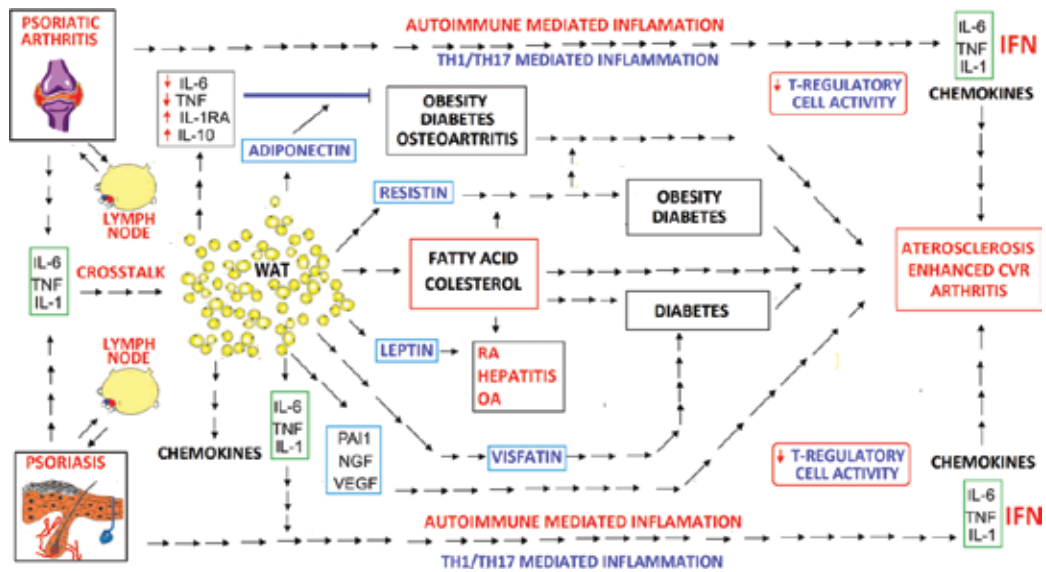 PSORIATIC
ARTHRITIS
AUTOIMMUNE MEDIATED INFLAMATION
TH1/TH17 MEDIATED INFLAMMATION
IL-6
TNF
IL-1
IFN
CHEMOKINES
↓ T-REGULATORY
CELL ACTIVITY
↓ IL-6
↓ TNF
↑ IL-1RA
↑ IL-10
ADIPONECTIN
OBESITY
DIABETES
OSTEOARTRITIS
LYMPH
NODE
RESISTIN
OBESITY
DIABETES
IL-6
TNF
IL-1
CROSSTALK
WAT
FATTY ACID
COLESTEROL
ATEROSCLEROSIS
ENHANCED CVR
ARTHRITIS
DIABETES
LYMPH
NODE
LEPTIN
RA
HEPATITIS
OA
IL-6
TNF
IL-1
CHEMOKINES
PAI1
NGF
VEGF
VISFATIN
↓ T-REGULATORY
CELL ACTIVITY
CHEMOKINES
PSORIASIS
IL-6
TNF
IL-1
IFN
AUTOIMMUNE MEDIATED INFLAMATION
TH1/TH17 MEDIATED INFLAMMATION